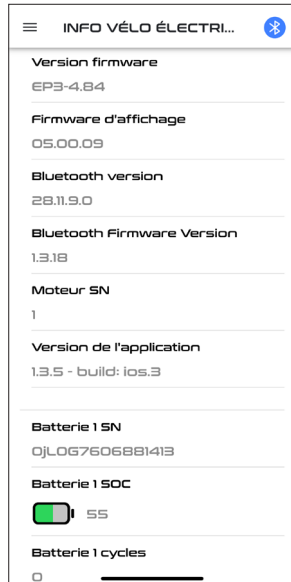 INFO VÉLO ÉLECTRI...
Version firmware
EP3-4.84
Firmware d'affichage
05.00.09
Bluetooth version
28.11.9.0
Bluetooth Firmware Version
1.3.18
Moteur SN
1
Version de l'application
1.3.5 - build: ios.3
Batterie 1 SN
0jL0G7606881413
Batterie 1 SOC
55
Batterie 1 cycles
0